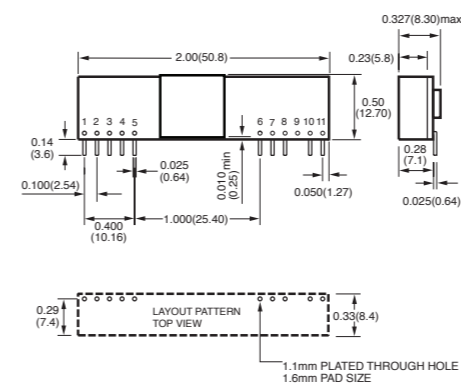 0.327(8.30)max
2.00(50.8)
0.23(5.8)
0.50
(12.70)
1 2 3 4 5
6 7 8 9 10 11
0.14
(3.6)
0.025
(0.64)
0.010 min
(0.25)
0.28
(7.1)
0.100(2.54)
0.050(1.27)
0.400
(10.16)
1.000(25.40)
0.025(0.64)
0.29
(7.4)
LAYOUT PATTERN
TOP VIEW
0.33(8.4)
1.1mm PLATED THROUGH HOLE
1.6mm PAD SIZE